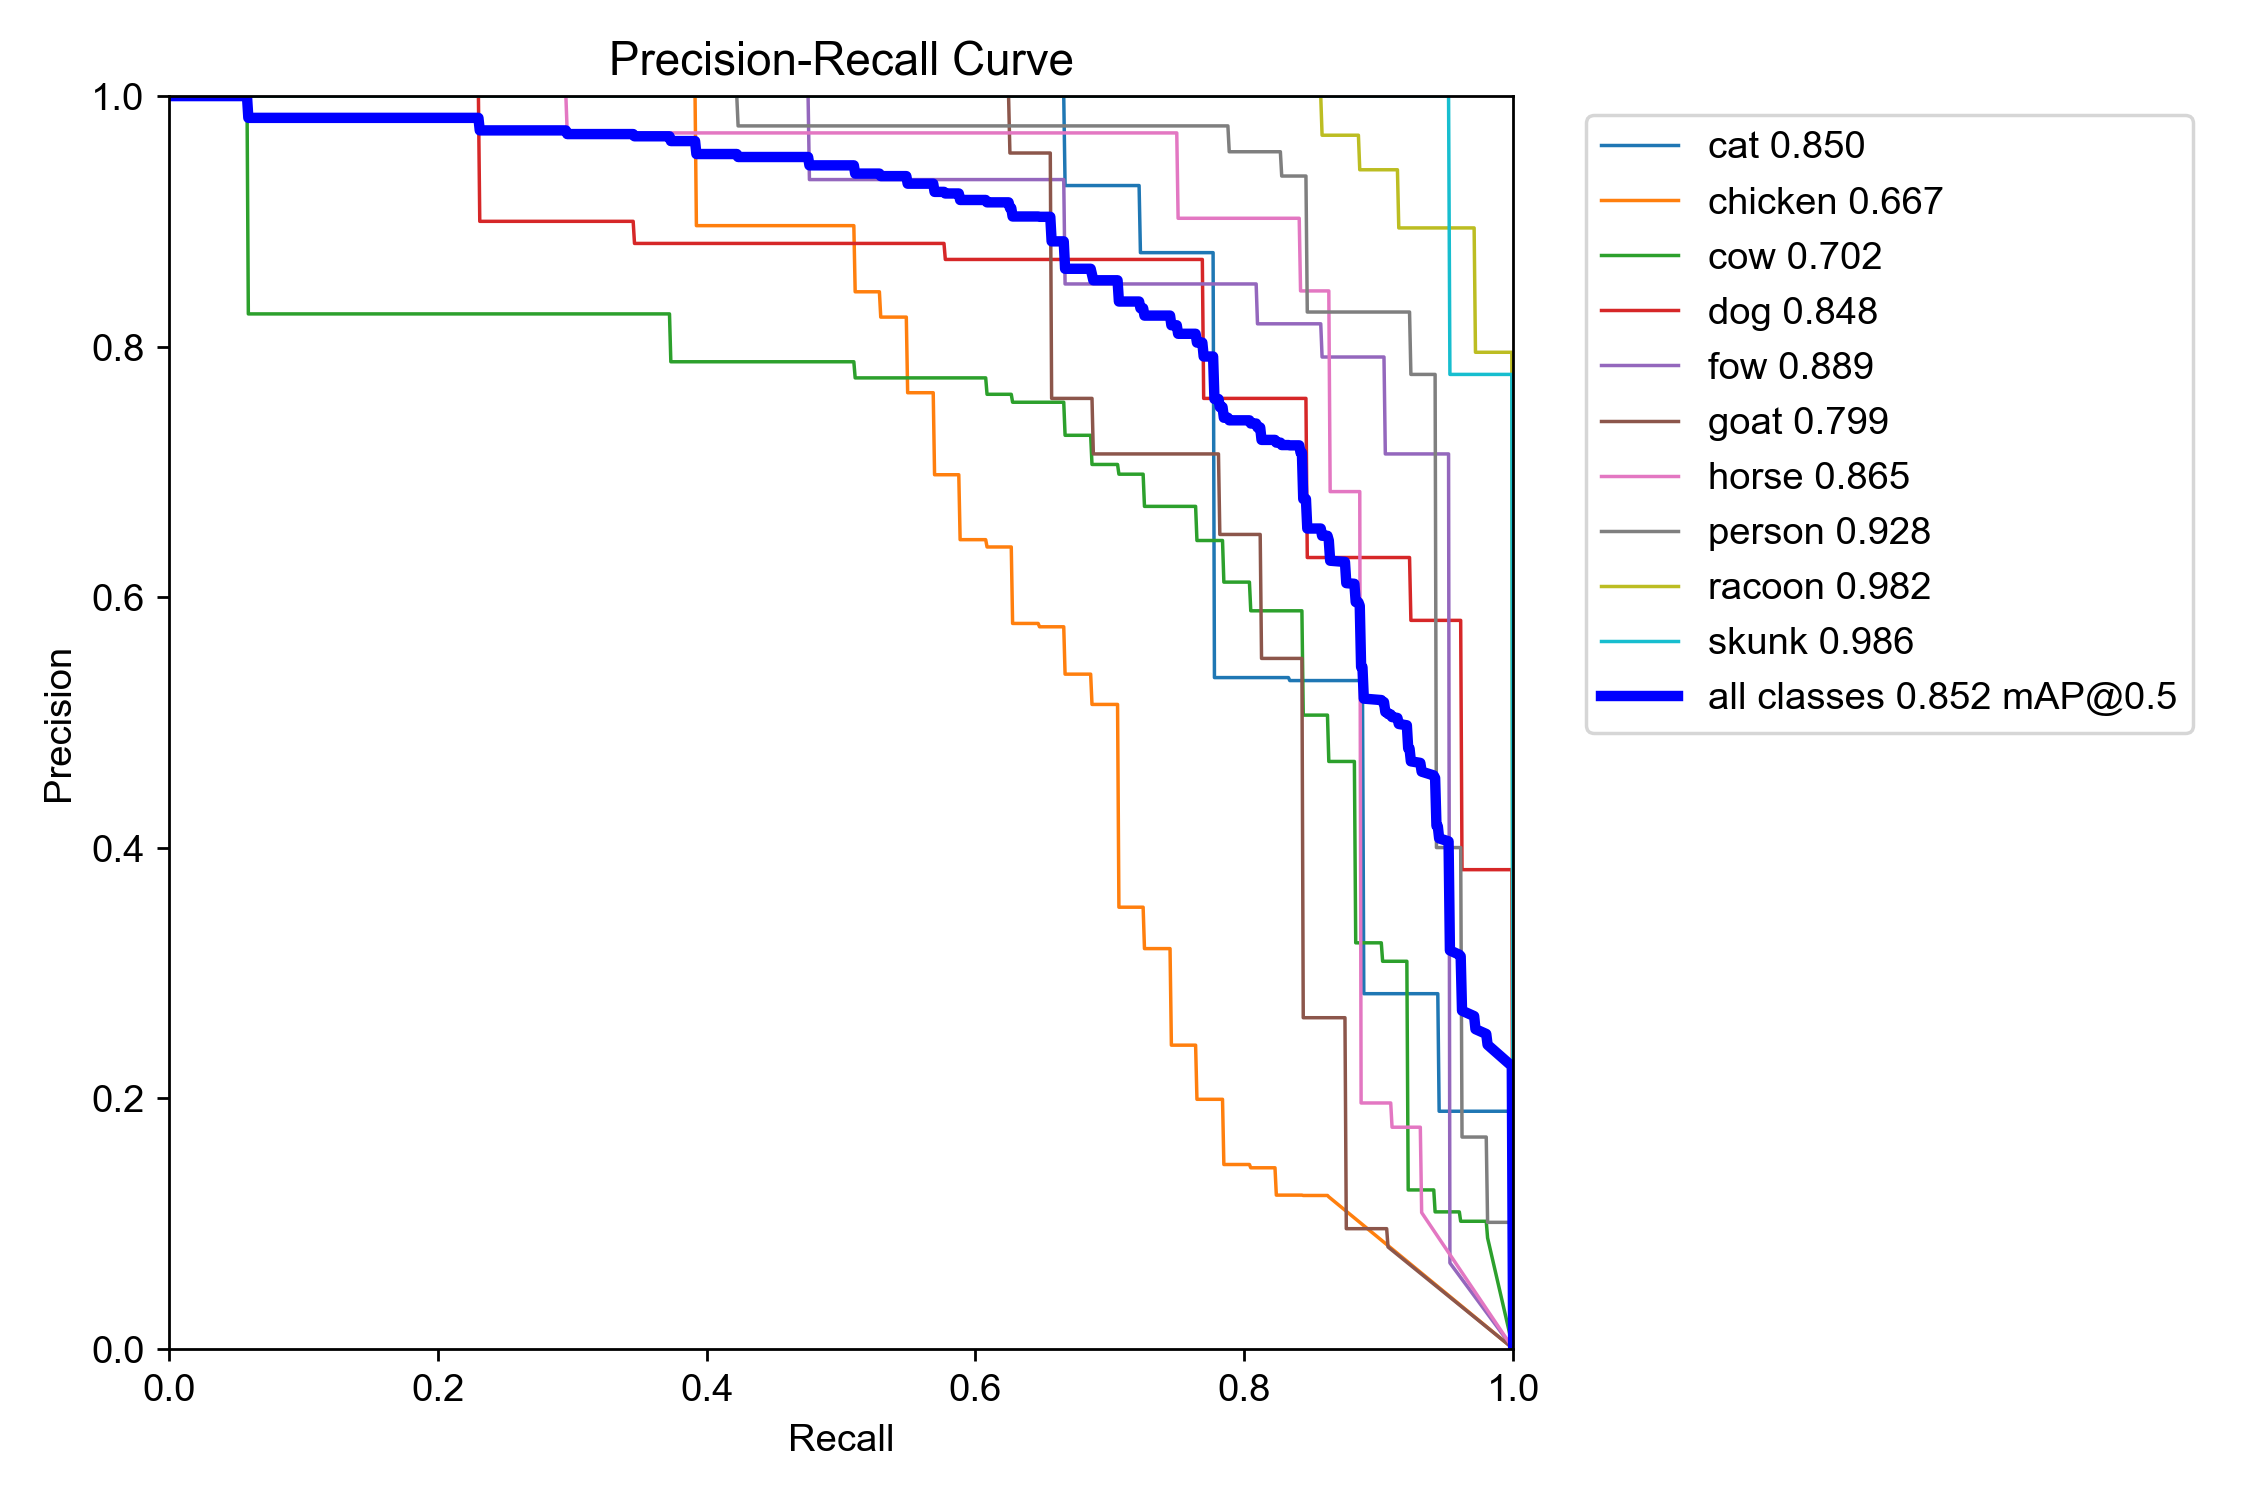 Precision-Recall Curve
1.0
0.8
0.6
0.4
0.2
0.0
Precision
0.0 0.2 0.4 0.6 0.8 1.0
Recall
cat 0.850
chicken 0.667
cow 0.702
dog 0.848
fow 0.889
goat 0.799
horse 0.865
person 0.928
racoon 0.982
skunk 0.986
all classes 0.852 mAP@0.5